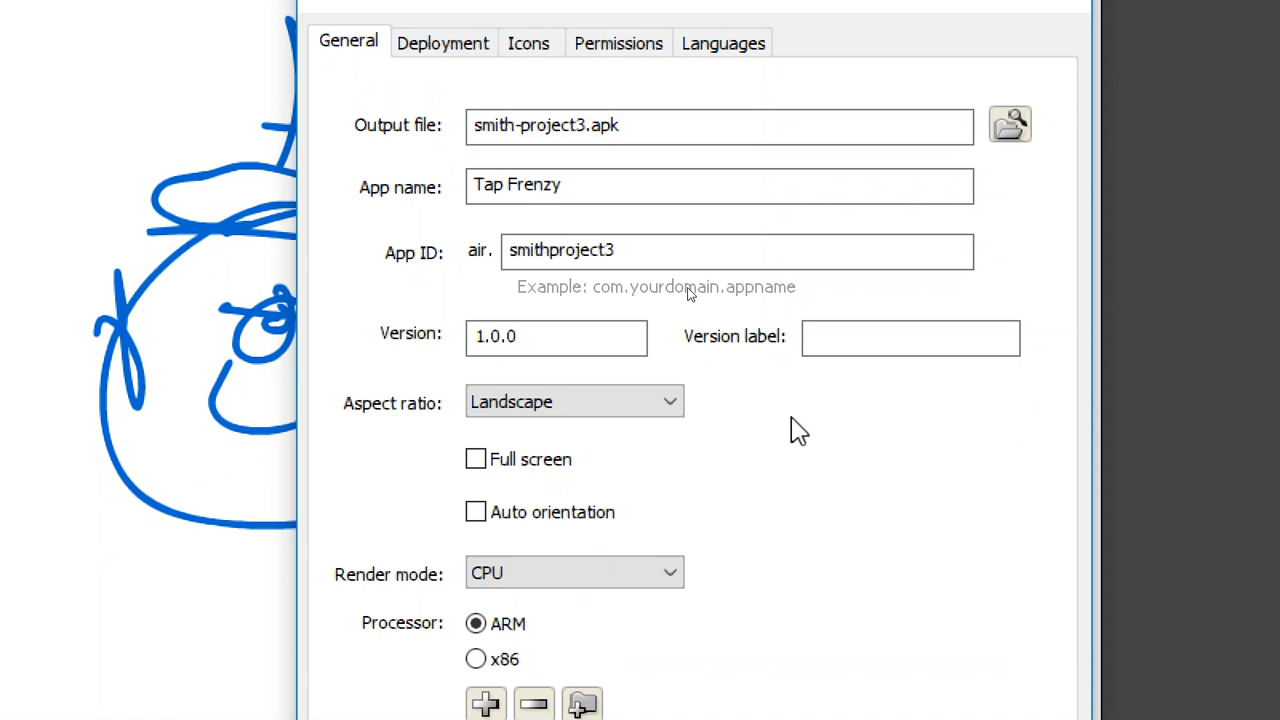 General Deployment Icons Permissions Languages
Output file: smith-project3.apk
App name: Tap Frenzy
App ID: air. smithproject3
Example: com.yourdomain.appname
Version: 1.0.0 Version label:
Aspect ratio: Landscape
Full screen
Auto orientation
Render mode: CPU
Processor: ARM
x86